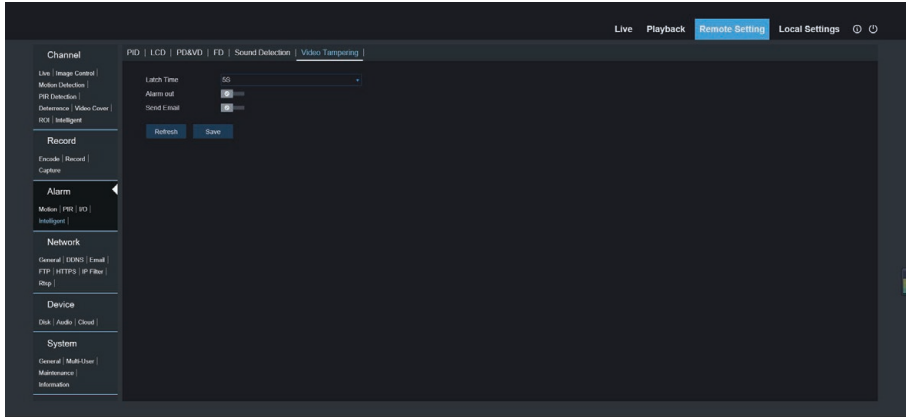 Live Playback Remote Setting Local Settings
Channel
Live | Image Control |
Motion Detection |
PIR Detection |
Deterrence | Video Cover |
ROI | Intelligent
Record
Encode | Record |
Capture
Alarm
Motion | PIR | I/O |
Intelligent |
Network
General | DDNS | Email |
FTP | HTTPS | IP Filter |
Rtsp |
Device
Disk | Audio | Cloud |
System
General | Multi-User |
Maintenance |
Information
PID | LCD | PD&VD | FD | Sound Detection | Video Tampering |
Latch Time 5S
Alarm out
Send Email
Refresh Save